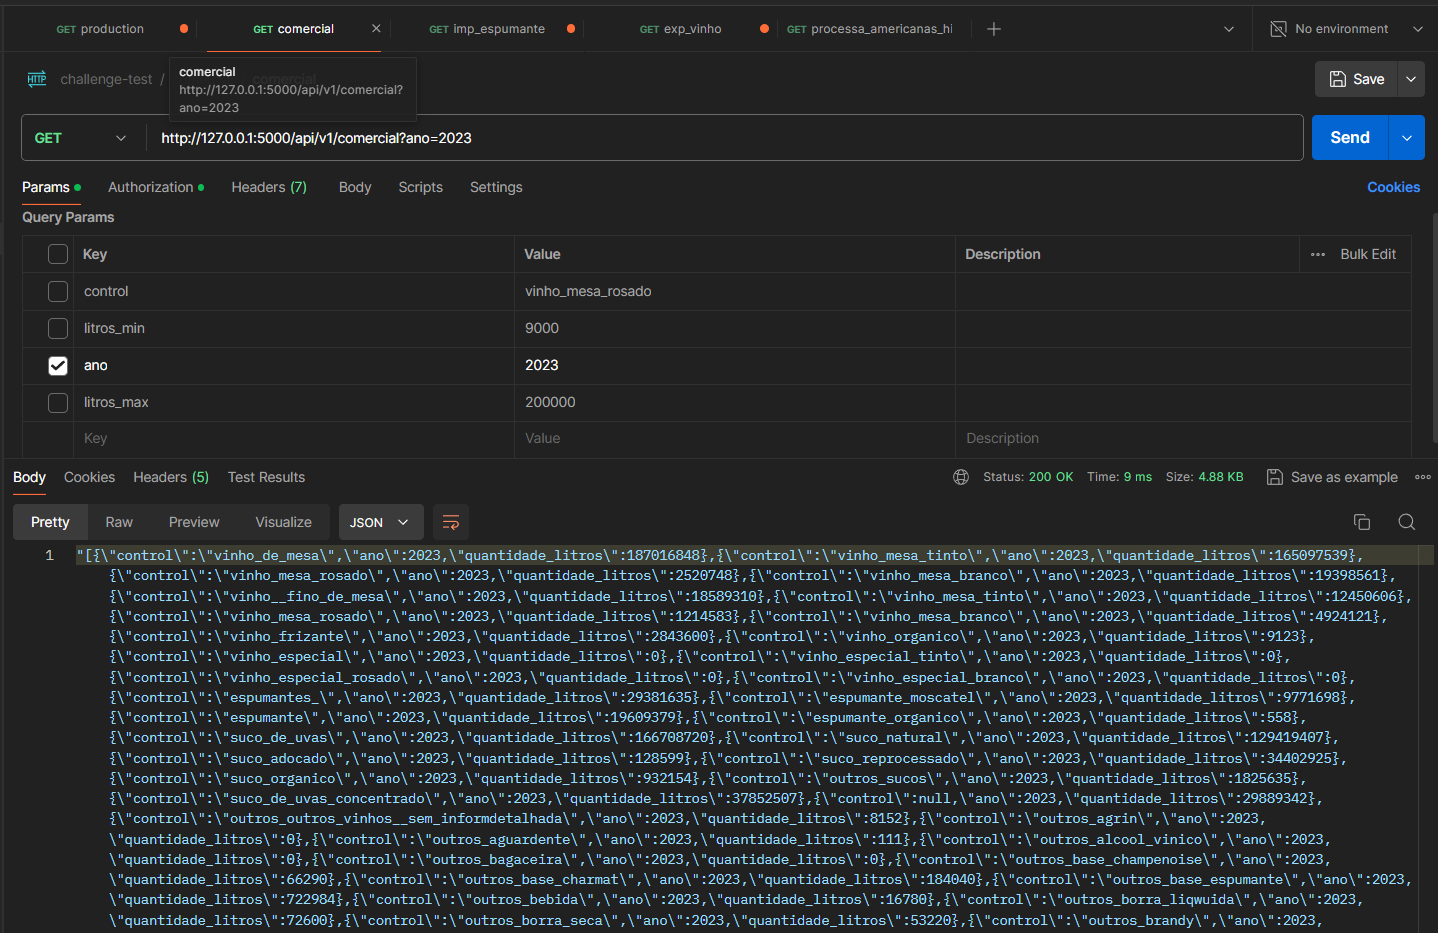 GET production
GET comercial
GET imp_espumante
GET exp_vinho
GET processa_americanas_hi
No environment
HTTP challenge-test / comercial
Save
comercial
http://127.0.0.1:5000/api/v1/comercial?
ano=2023
GET http://127.0.0.1:5000/api/v1/comercial?ano=2023 Send
Params Authorization Headers (7) Body Scripts Settings Cookies
Query Params
Key Value Description Bulk Edit
control vinho_mesa_rosado
litros_min 9000
ano 2023
litros_max 200000
Key Value Description
Body Cookies Headers (5) Test Results Status: 200 OK Time: 9 ms Size: 4.88 KB Save as example
Pretty Raw Preview Visualize JSON
1 "[{\"control\":\"vinho_de_mesa\",\"ano\":2023,\"quantidade_litros\":187016848},{\"control\":\"vinho_mesa_tinto\",\"ano\":2023,\"quantidade_litros\":165097539},
{\"control\":\"vinho_mesa_rosado\",\"ano\":2023,\"quantidade_litros\":2520748},{\"control\":\"vinho_mesa_branco\",\"ano\":2023,\"quantidade_litros\":19398561},
{\"control\":\"vinho__fino_de_mesa\",\"ano\":2023,\"quantidade_litros\":18589310},{\"control\":\"vinho_mesa_tinto\",\"ano\":2023,\"quantidade_litros\":12450606},
{\"control\":\"vinho_mesa_rosado\",\"ano\":2023,\"quantidade_litros\":1214583},{\"control\":\"vinho_mesa_branco\",\"ano\":2023,\"quantidade_litros\":4924121},
{\"control\":\"vinho_frizante\",\"ano\":2023,\"quantidade_litros\":2843600},{\"control\":\"vinho_organico\",\"ano\":2023,\"quantidade_litros\":9123},
{\"control\":\"vinho_especial\",\"ano\":2023,\"quantidade_litros\":0},{\"control\":\"vinho_especial_tinto\",\"ano\":2023,\"quantidade_litros\":0},
{\"control\":\"vinho_especial_rosado\",\"ano\":2023,\"quantidade_litros\":0},{\"control\":\"vinho_especial_branco\",\"ano\":2023,\"quantidade_litros\":0},
{\"control\":\"espumantes_\",\"ano\":2023,\"quantidade_litros\":29381635},{\"control\":\"espumante_moscatel\",\"ano\":2023,\"quantidade_litros\":9771698},
{\"control\":\"espumante\",\"ano\":2023,\"quantidade_litros\":19609379},{\"control\":\"espumante_organico\",\"ano\":2023,\"quantidade_litros\":558},
{\"control\":\"suco_de_uvas\",\"ano\":2023,\"quantidade_litros\":166708720},{\"control\":\"suco_natural\",\"ano\":2023,\"quantidade_litros\":129419407},
{\"control\":\"suco_adocado\",\"ano\":2023,\"quantidade_litros\":128599},{\"control\":\"suco_reprocessado\",\"ano\":2023,\"quantidade_litros\":34402925},
{\"control\":\"suco_organico\",\"ano\":2023,\"quantidade_litros\":932154},{\"control\":\"outros_sucos\",\"ano\":2023,\"quantidade_litros\":1825635},
{\"control\":\"suco_de_uvas_concentrado\",\"ano\":2023,\"quantidade_litros\":37852507},{\"control\":null,\"ano\":2023,\"quantidade_litros\":29889342},
{\"control\":\"outros_outros_vinhos__sem_informdetalhada\",\"ano\":2023,\"quantidade_litros\":8152},{\"control\":\"outros_agrin\",\"ano\":2023,
\"quantidade_litros\":0},{\"control\":\"outros_aguardente\",\"ano\":2023,\"quantidade_litros\":111},{\"control\":\"outros_alcool_vinico\",\"ano\":2023,
\"quantidade_litros\":0},{\"control\":\"outros_bagaceira\",\"ano\":2023,\"quantidade_litros\":0},{\"control\":\"outros_base_champenoise\",\"ano\":2023,
\"quantidade_litros\":66290},{\"control\":\"outros_base_charmat\",\"ano\":2023,\"quantidade_litros\":184040},{\"control\":\"outros_base_espumante\",\"ano\":2023,
\"quantidade_litros\":722984},{\"control\":\"outros_bebida\",\"ano\":2023,\"quantidade_litros\":16780},{\"control\":\"outros_borra_liqwuida\",\"ano\":2023,
\"quantidade_litros\":72600},{\"control\":\"outros_borra_seca\",\"ano\":2023,\"quantidade_litros\":53220},{\"control\":\"outros_brandy\",\"ano\":2023,